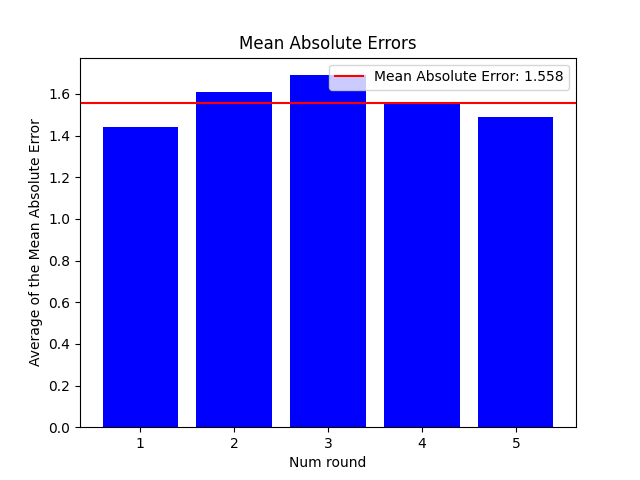 Mean Absolute Errors
Mean Absolute Error: 1.558
Average of the Mean Absolute Error
1.6
1.4
1.2
1.0
0.8
0.6
0.4
0.2
0.0
1 2 3 4 5
Num round